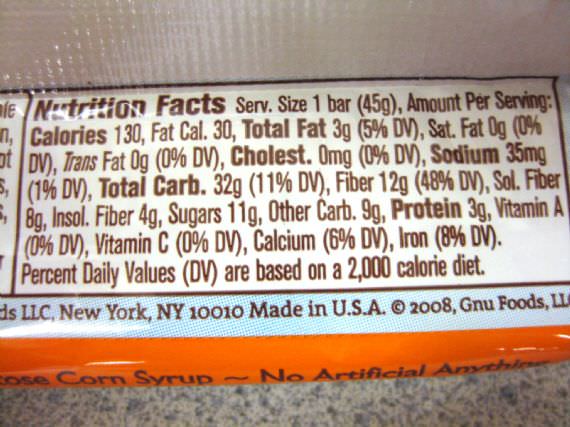 Nutrition Facts Serv. Size 1 bar (45g), Amount Per Serving:
Calories 130, Fat Cal. 30, Total Fat 3g (5% DV), Sat. Fat 0g (0%
DV), Trans Fat 0g (0% DV), Cholest. 0mg (0% DV), Sodium 35mg
(1% DV), Total Carb. 32g (11% DV), Fiber 12g (48% DV), Sol. Fiber
8g, Insol. Fiber 4g, Sugars 11g, Other Carb. 9g, Protein 3g, Vitamin A
(0% DV), Vitamin C (0% DV), Calcium (6% DV), Iron (8% DV).
Percent Daily Values (DV) are based on a 2,000 calorie diet.
ds LLC, New York, NY 10010 Made in U.S.A. © 2008, Gnu Foods, LL
ose Corn Syrup ~ No Artificial Anything